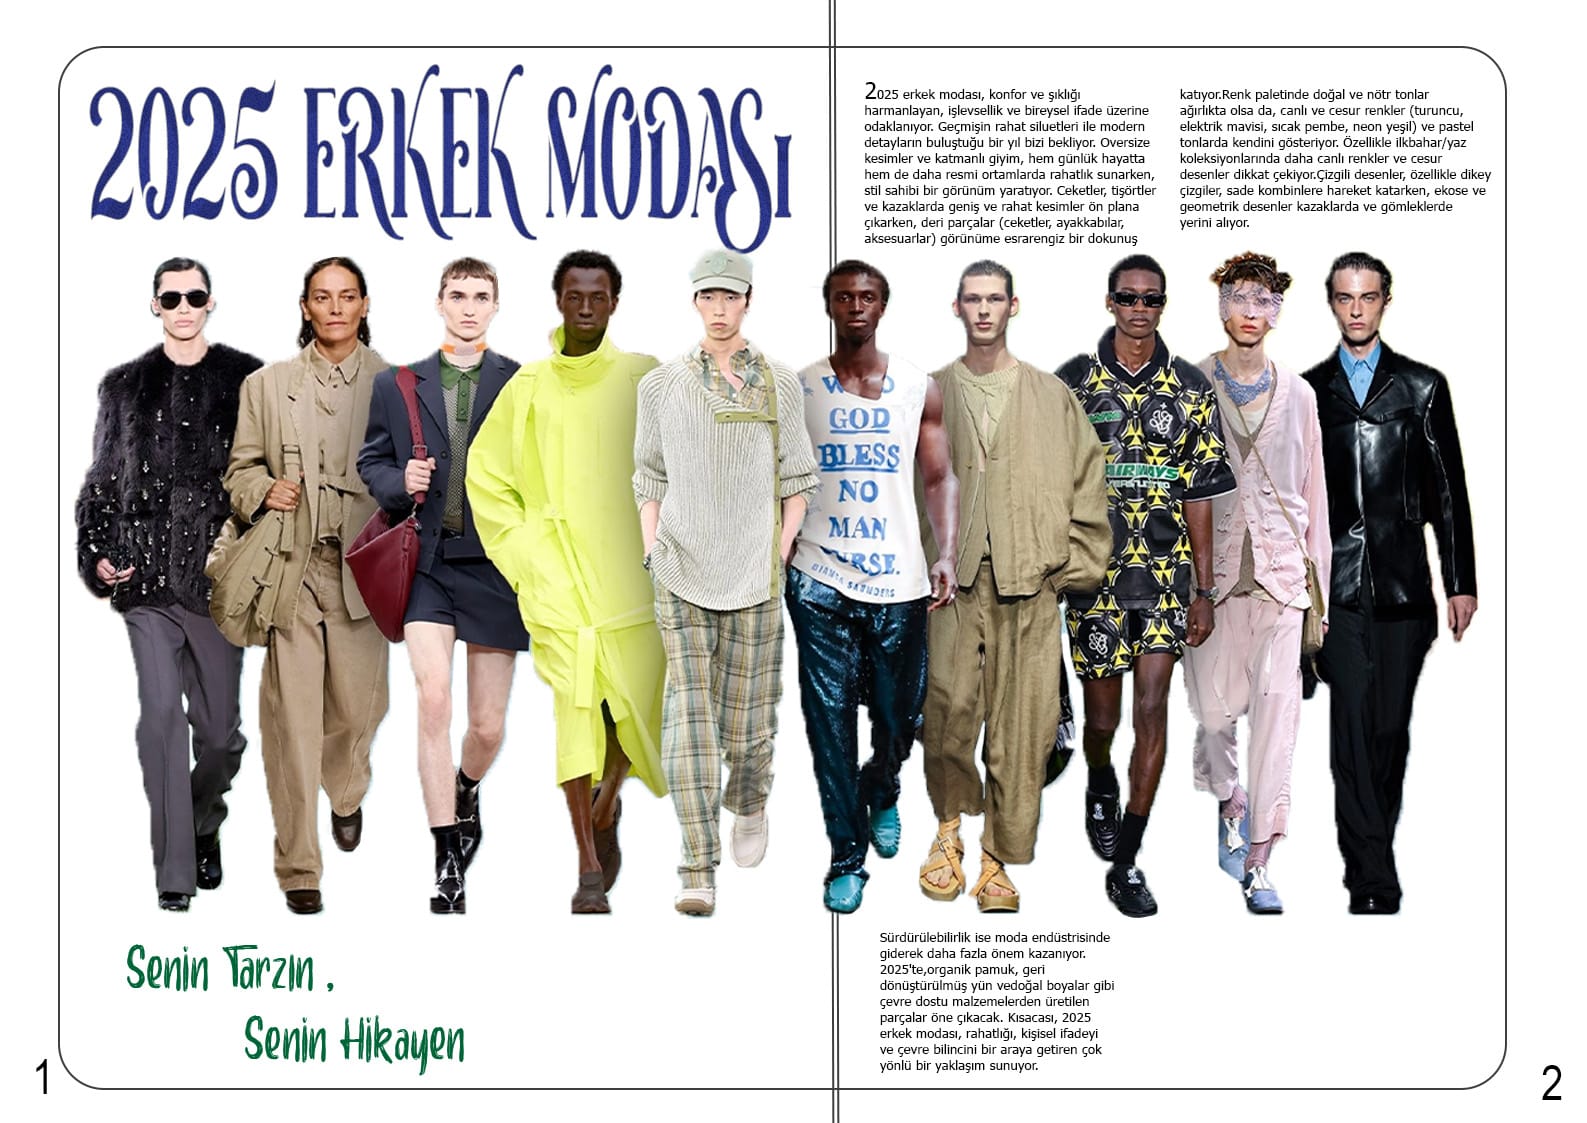 2025 ERKEK MODASI
2025 erkek modası, konfor ve şıklığı
harmanlayan, işlevsellik ve bireysel ifade üzerine
odaklanıyor. Geçmişin rahat siluetleri ile modern
detayların buluştuğu bir yıl bizi bekliyor. Oversize
kesimler ve katmanlı giyim, hem günlük hayatta
hem de daha resmi ortamlarda rahatlık sunarken,
stil sahibi bir görünüm yaratıyor. Ceketler, tişörtler
ve kazaklarda geniş ve rahat kesimler ön plana
çıkarken, deri parçalar (ceketler, ayakkabılar,
aksesuarlar) görünüme esrarengiz bir dokunuş
katıyor.Renk paletinde doğal ve nötr tonlar
ağırlıkta olsa da, canlı ve cesur renkler (turuncu,
elektrik mavisi, sıcak pembe, neon yeşil) ve pastel
tonlarda kendini gösteriyor. Özellikle ilkbahar/yaz
koleksiyonlarında daha canlı renkler ve cesur
desenler dikkat çekiyor.Çizgili desenler, özellikle dikey
çizgiler, sade kombinlere hareket katarken, ekose ve
geometrik desenler kazaklarda ve gömleklerde
yerini alıyor.
GOD
BLESS
NO
MAN
BIANCA SAUNDERS
AIRWAYS
Senin Tarzın ,
Senin Hikayen
Sürdürülebilirlik ise moda endüstrisinde
giderek daha fazla önem kazanıyor.
2025'te,organik pamuk, geri
dönüştürülmüş yün vedoğal boyalar gibi
çevre dostu malzemelerden üretilen
parçalar öne çıkacak. Kısacası, 2025
erkek modası, rahatlığı, kişisel ifadeyi
ve çevre bilincini bir araya getiren çok
yönlü bir yaklaşım sunuyor.
1
2